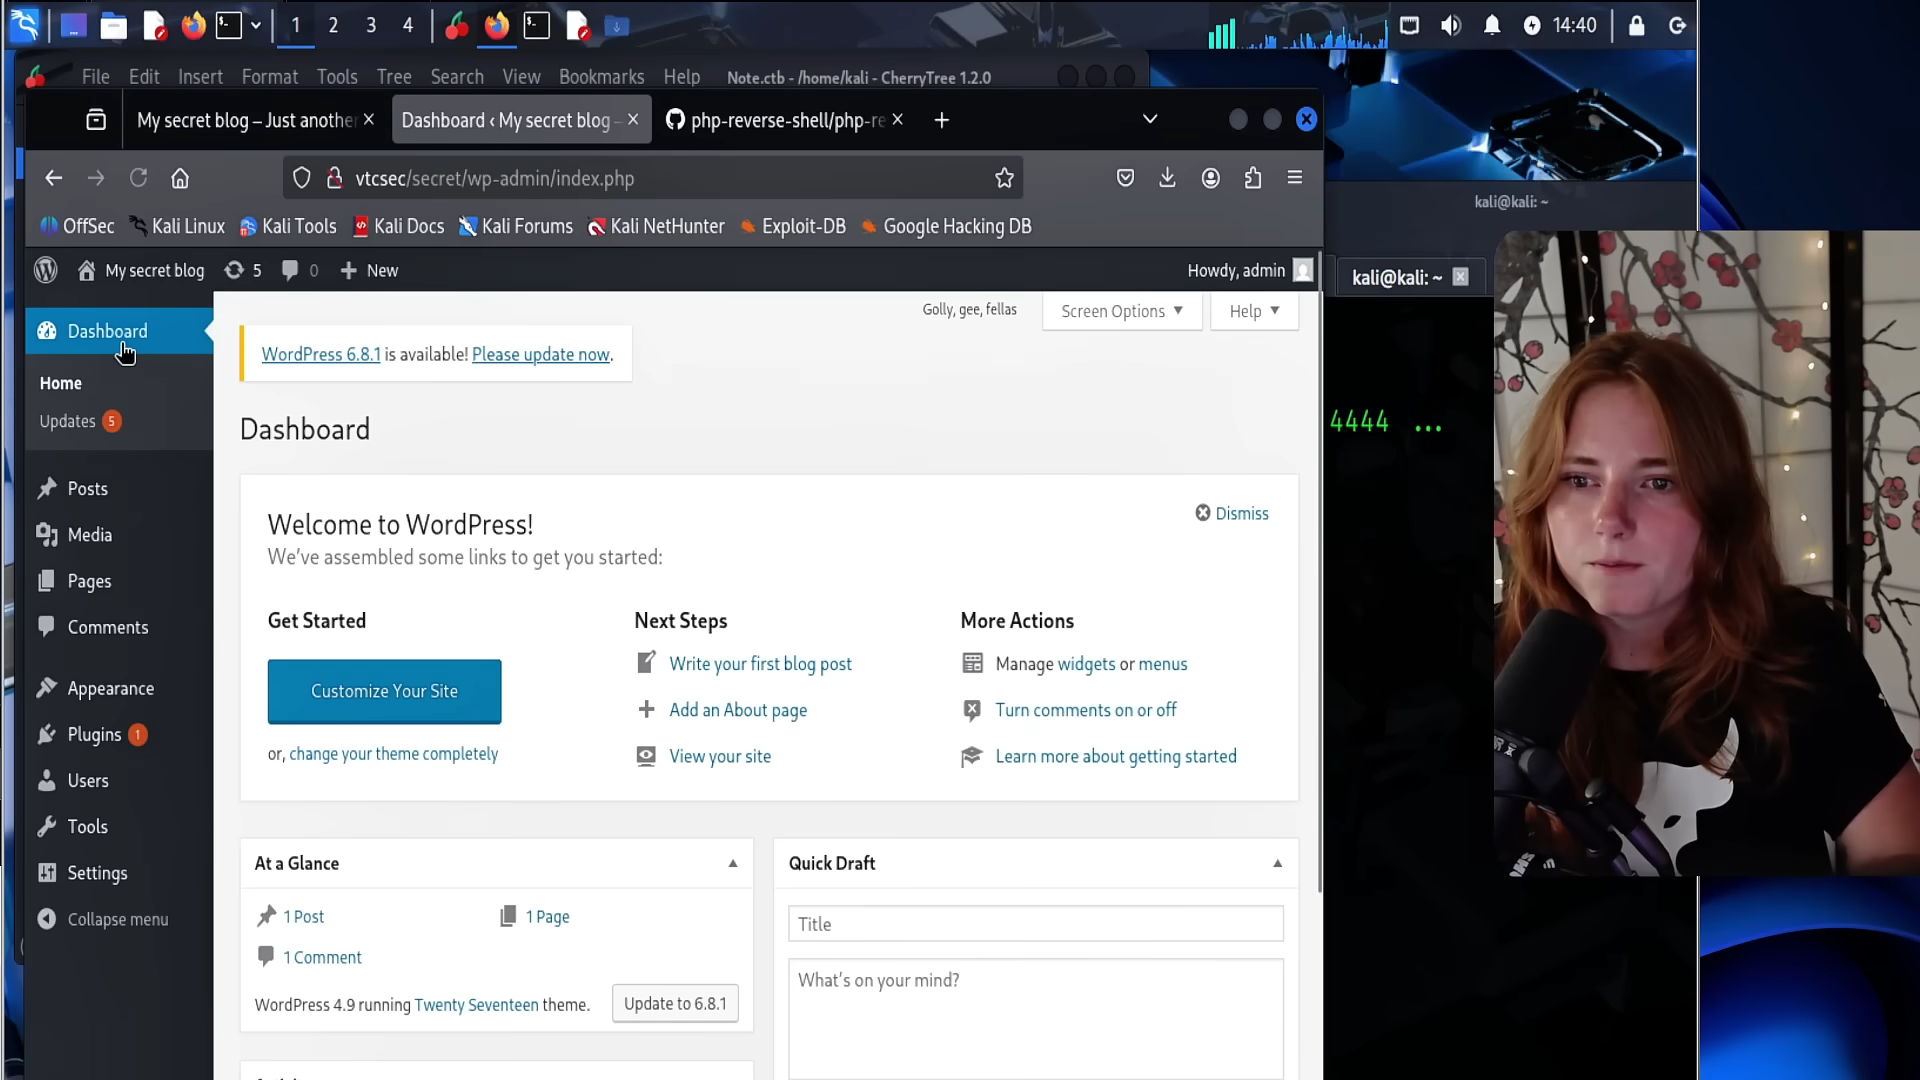 1 2 3 4
14:40
File Edit Insert Format Tools Tree Search View Bookmarks Help Note.ctb - /home/kali - CherryTree 1.2.0
My secret blog – Just anothe
Dashboard ‹ My secret blog –
php-reverse-shell/php-re
vtcsec/secret/wp-admin/index.php
kali@kali: ~
OffSec Kali Linux Kali Tools Kali Docs Kali Forums Kali NetHunter Exploit-DB Google Hacking DB
My secret blog 5 0 + New Howdy, admin
kali@kali: ~
Golly, gee, fellas Screen Options Help
Dashboard
WordPress 6.8.1 is available! Please update now.
Home
Updates 5
4444 ...
Dashboard
Posts
Media
Pages
Comments
Appearance
Plugins 1
Users
Tools
Settings
Collapse menu
Welcome to WordPress!
Dismiss
We've assembled some links to get you started:
Get Started
Customize Your Site
or, change your theme completely
Next Steps
Write your first blog post
Add an About page
View your site
More Actions
Manage widgets or menus
Turn comments on or off
Learn more about getting started
At a Glance
1 Post 1 Page
1 Comment
WordPress 4.9 running Twenty Seventeen theme. Update to 6.8.1
Quick Draft
Title
What's on your mind?